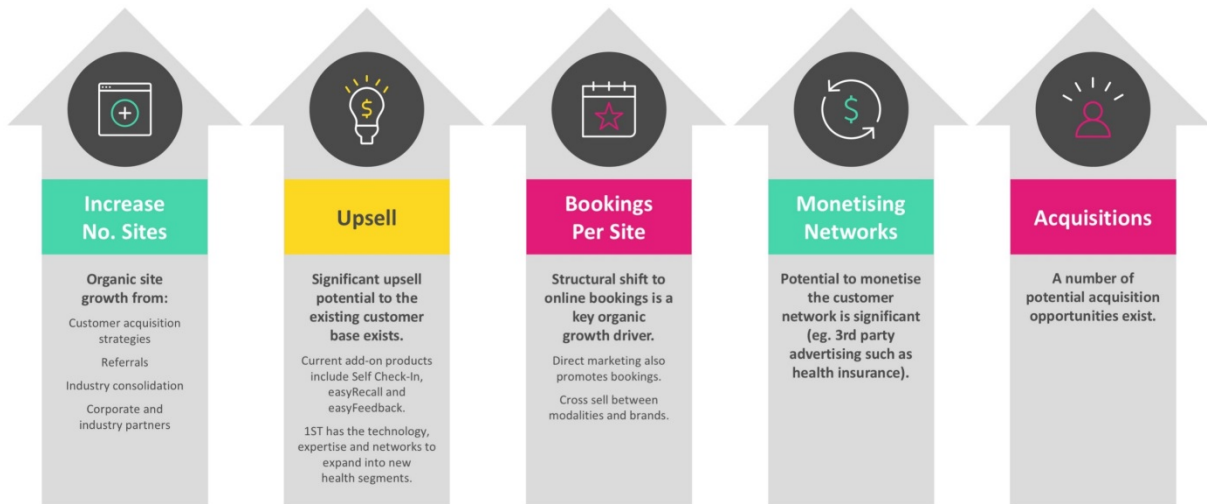 Increase
No. Sites
Organic site
growth from:
Customer acquisition
strategies
Referrals
Industry consolidation
Corporate and
industry partners
$
Upsell
Significant upsell
potential to the
existing customer
base exists.
Current add-on products
include Self Check-In,
easyRecall and
easyFeedback.
1ST has the technology,
expertise and networks to
expand into new
health segments.
Bookings
Per Site
Structural shift to
online bookings is a
key organic
growth driver.
Direct marketing also
promotes bookings.
Cross sell between
modalities and brands.
$
Monetising
Networks
Potential to monetise
the customer
network is significant
(eg. 3rd party
advertising such as
health insurance).
Acquisitions
A number of
potential acquisition
opportunities exist.